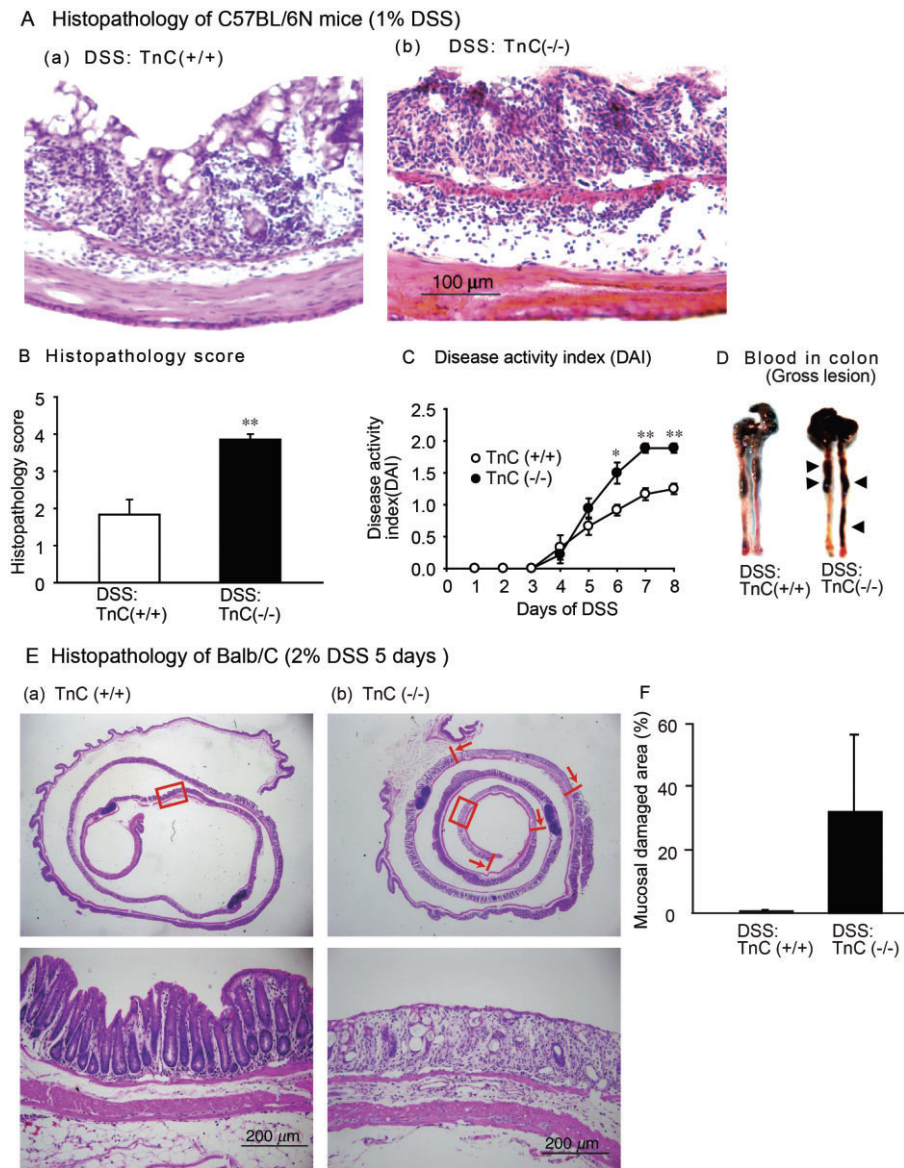 A Histopathology of C57BL/6N mice (1% DSS)
(a) DSS: TnC(+/+)
(b) DSS: TnC(-/-)
100 μm
B Histopathology score
Histopathology score
5
4
3
2
1
0
**
DSS:
TnC(+/+)
DSS:
TnC(-/-)
C Disease activity index (DAI)
Disease activity
index(DAI)
2.5
2.0
1.5
1.0
0.5
0
TnC (+/+)
TnC (-/-)
* ** **
0 1 2 3 4 5 6 7 8
Days of DSS
D Blood in colon
(Gross lesion)
DSS:
TnC(+/+)
DSS:
TnC(-/-)
E Histopathology of Balb/C (2% DSS 5 days )
(a) TnC (+/+)
(b) TnC (-/-)
200 μm
200 μm
F
Mucosal damaged area (%)
60
40
20
0
DSS:
TnC (+/+)
DSS:
TnC (-/-)